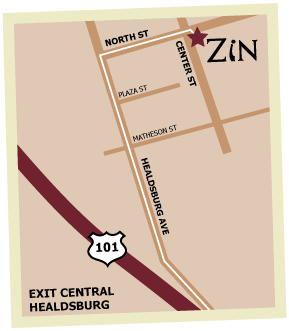 NORTH ST
CENTER ST
ZiN
PLAZA ST
MATHESON ST
HEALDSBURG AVE
101
EXIT CENTRAL
HEALDSBURG